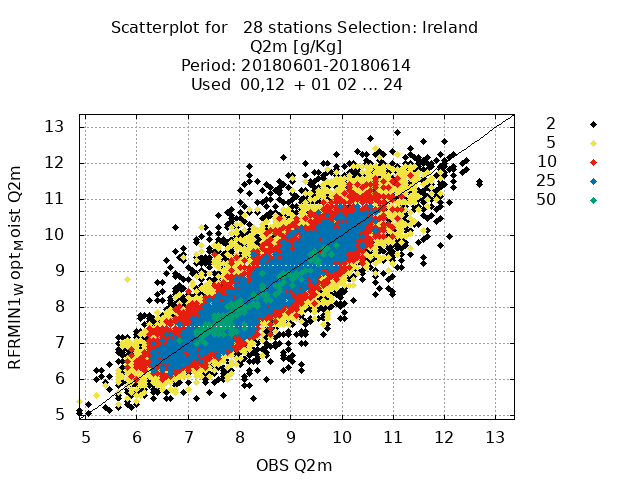 Scatterplot for   28 stations Selection: Ireland
Q2m [g/Kg]
Period: 20180601-20180614
Used  00,12  + 01 02 ... 24
2
5
10
25
50
13
12
11
10
9
8
7
6
5
RFRMIN1_W opt_Moist Q2m
5 6 7 8 9 10 11 12 13
OBS Q2m